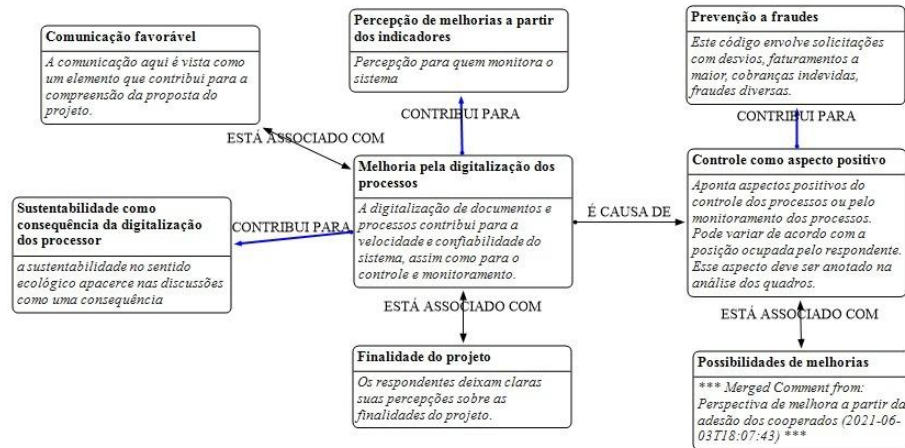 Comunicação favorável
A comunicação aqui é vista como
um elemento que contribui para a
compreensão da proposta do
projeto.
Percepção de melhorias a partir
dos indicadores
Percepção para quem monitora o
sistema
Prevenção a fraudes
Este código envolve solicitações
com desvios, faturamentos a
maior, cobranças indevidas,
fraudes diversas.
CONTRIBUI PARA
CONTRIBUI PARA
ESTÁ ASSOCIADO COM
Melhoria pela digitalização dos
processos
A digitalização de documentos e
processos contribui para a
velocidade e confiabilidade do
sistema, assim como para o
controle e monitoramento.
Controle como aspecto positivo
Aponta aspectos positivos do
controle dos processos ou pelo
monitoramento dos processos.
Pode variar de acordo com a
posição ocupada pelo respondente.
Esse aspecto deve ser anotado na
análise dos quadros.
Sustentabilidade como
consequência da digitalização
dos processor
a sustentabilidade no sentido
ecológico apacerce nas discussões
como uma consequência
CONTRIBUI PARA
É CAUSA DE
ESTÁ ASSOCIADO COM
ESTÁ ASSOCIADO COM
Finalidade do projeto
Os respondentes deixam claras
suas percepções sobre as
finalidades do projeto.
Possibilidades de melhorias
*** Merged Comment from:
Perspectiva de melhora a partir da
adesão dos cooperados (2021-06-
03T18:07:43) ***